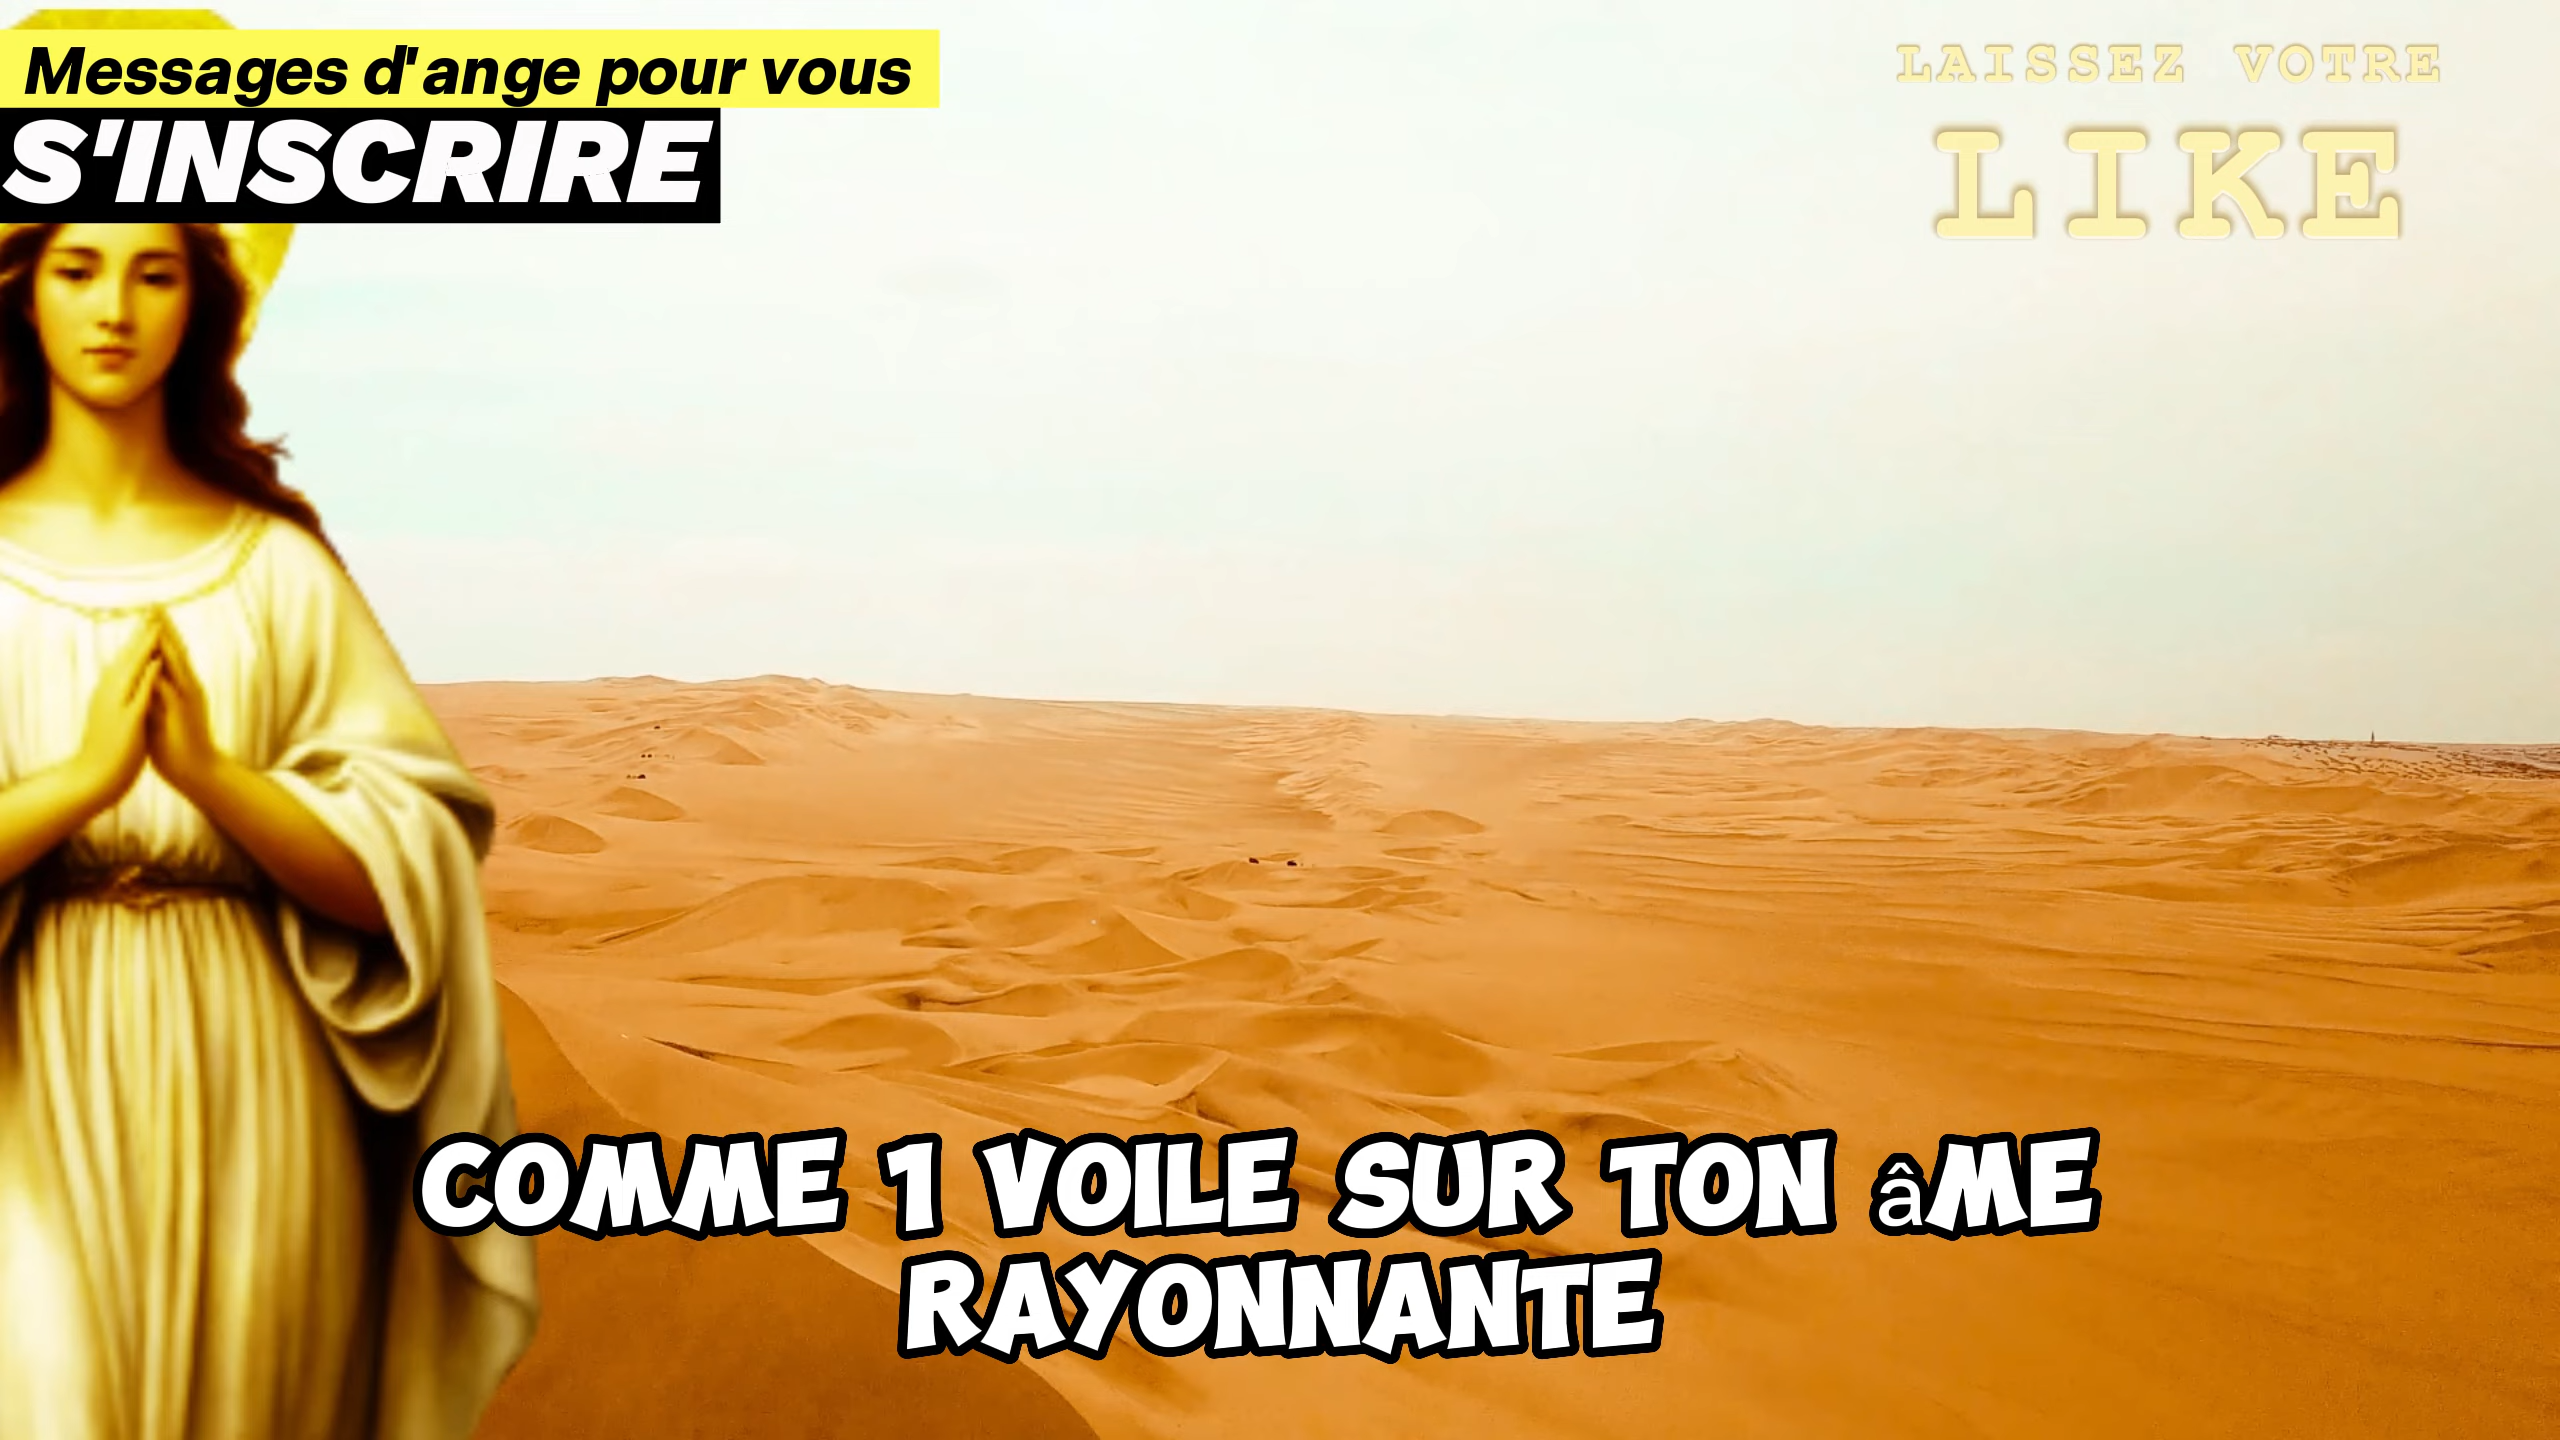 Messages d'ange pour vous
S'INSCRIRE
LAISSEZ VOTRE
LIKE
COMME 1 VOILE SUR TON âME
RAYONNANTE